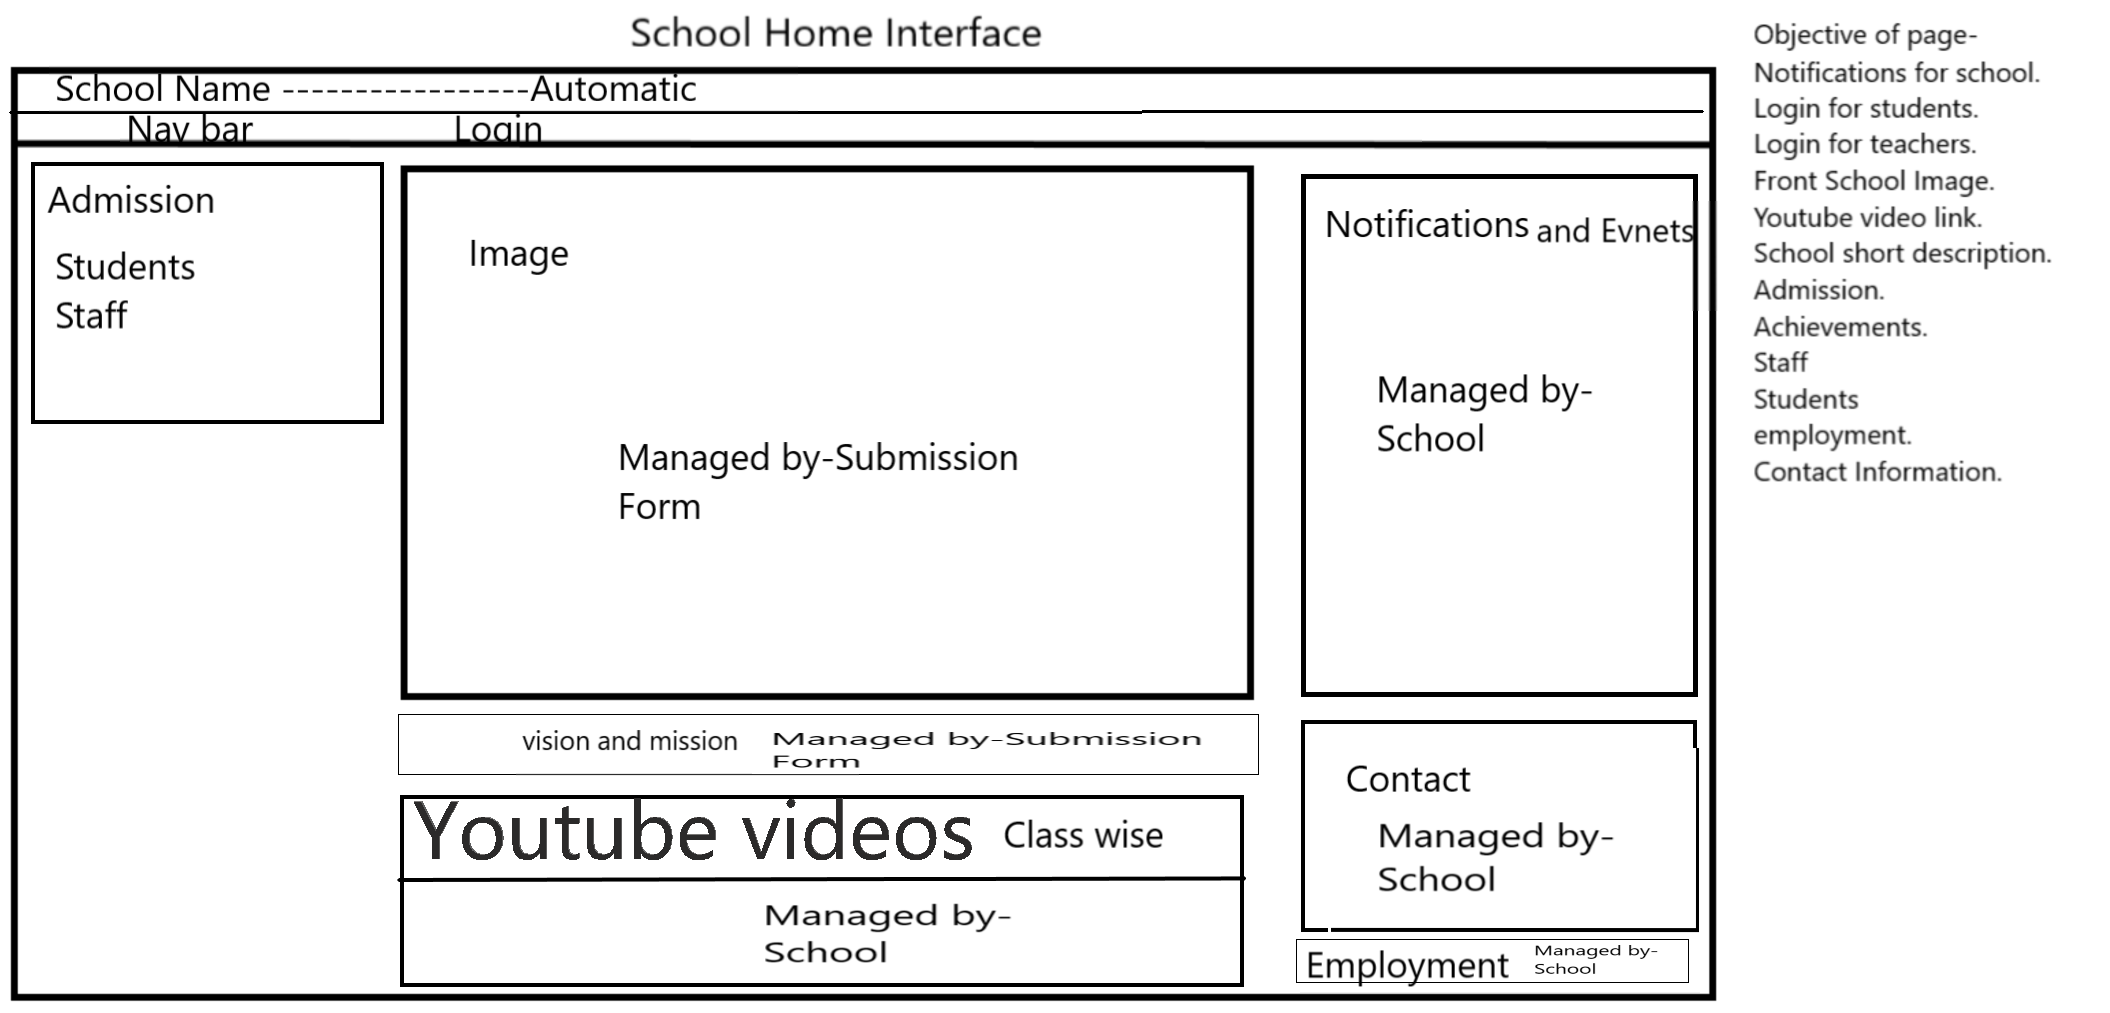 School Home Interface
School Name -----------------Automatic
Nav bar Login
Admission
Students
Staff
Image
Managed by-Submission
Form
Notifications and Evnets
Managed by-
School
vision and mission Managed by-Submission
Form
Youtube videos Class wise
Managed by-
School
Contact
Managed by-
School
Employment Managed by-
School
Objective of page-
Notifications for school.
Login for students.
Login for teachers.
Front School Image.
Youtube video link.
School short description.
Admission.
Achievements.
Staff
Students
employment.
Contact Information.